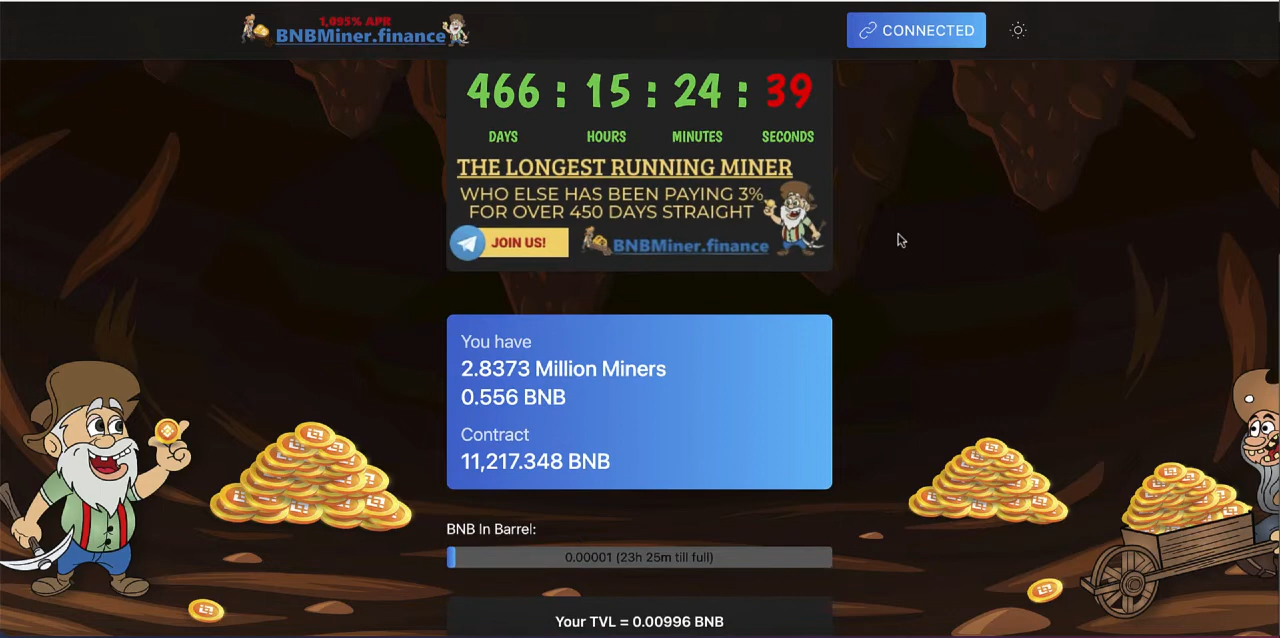 1,095% APR
BNBMiner.finance
CONNECTED
466 : 15 : 24 : 39
DAYS HOURS MINUTES SECONDS
THE LONGEST RUNNING MINER
WHO ELSE HAS BEEN PAYING 3%
FOR OVER 450 DAYS STRAIGHT
JOIN US!
BNBMiner.finance
You have
2.8373 Million Miners
0.556 BNB
Contract
11,217.348 BNB
BNB In Barrel:
0.00001 (23h 25m till full)
Your TVL = 0.00996 BNB